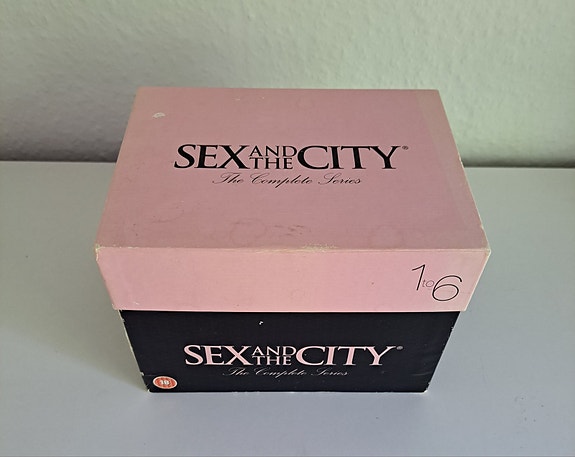 SEX AND THE CITY®
The Complete Series
1 to 6
SEX AND THE CITY®
The Complete Series
18